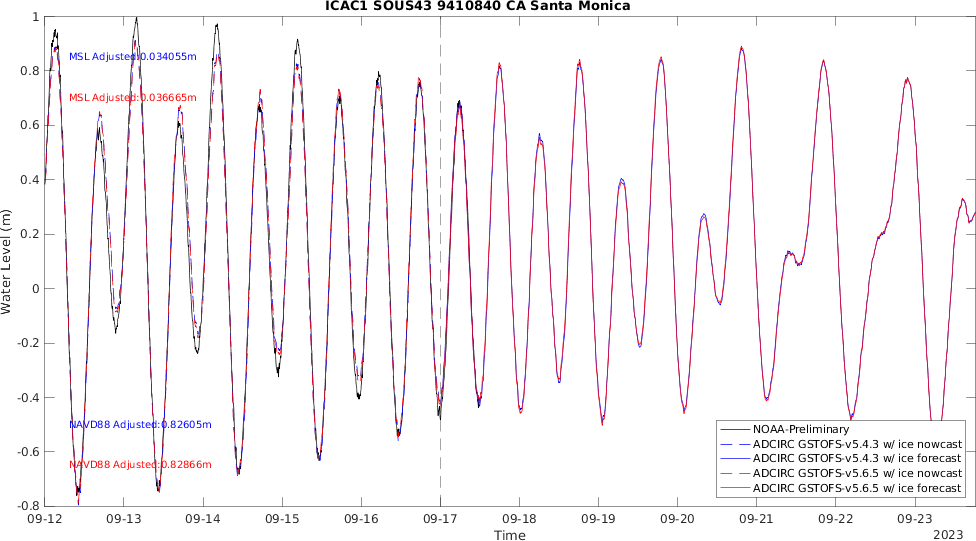 ICAC1 SOUS43 9410840 CA Santa Monica
1
0.8
0.6
0.4
0.2
0
-0.2
-0.4
-0.6
-0.8
Water Level (m)
MSL Adjusted:0.034055m
MSL Adjusted:0.036665m
NAVD88 Adjusted:0.82605m
NAVD88 Adjusted:0.82866m
NOAA-Preliminary
ADCIRC GSTOFS-v5.4.3 w/ ice nowcast
ADCIRC GSTOFS-v5.4.3 w/ ice forecast
ADCIRC GSTOFS-v5.6.5 w/ ice nowcast
ADCIRC GSTOFS-v5.6.5 w/ ice forecast
09-12 09-13 09-14 09-15 09-16 09-17 09-18 09-19 09-20 09-21 09-22 09-23
Time
2023